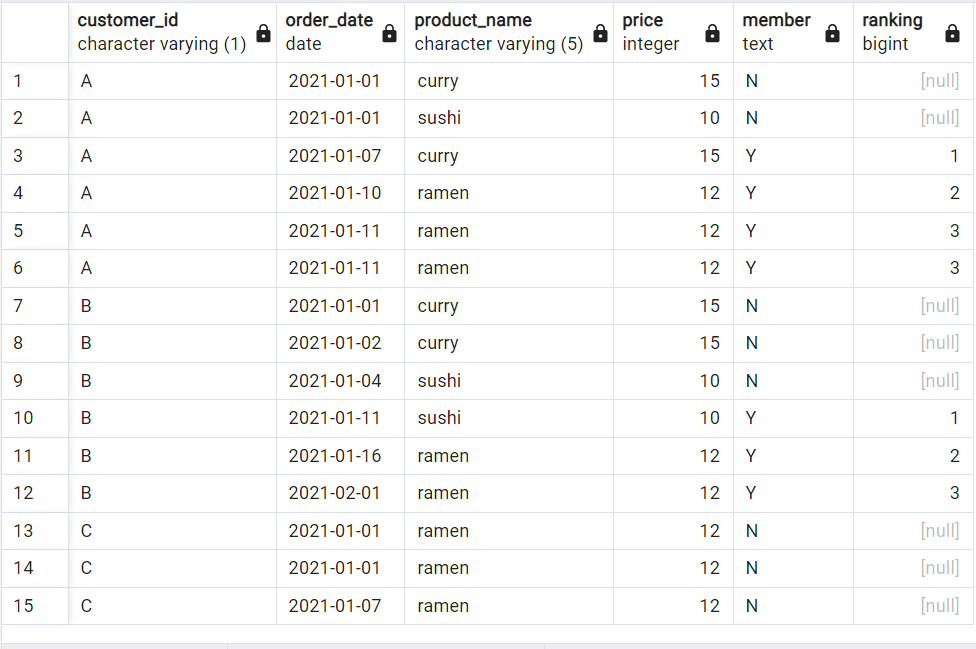 customer_id order_date product_name price member ranking
character varying (1) date character varying (5) integer text bigint
1 A 2021-01-01 curry 15 N [null]
2 A 2021-01-01 sushi 10 N [null]
3 A 2021-01-07 curry 15 Y 1
4 A 2021-01-10 ramen 12 Y 2
5 A 2021-01-11 ramen 12 Y 3
6 A 2021-01-11 ramen 12 Y 3
7 B 2021-01-01 curry 15 N [null]
8 B 2021-01-02 curry 15 N [null]
9 B 2021-01-04 sushi 10 N [null]
10 B 2021-01-11 sushi 10 Y 1
11 B 2021-01-16 ramen 12 Y 2
12 B 2021-02-01 ramen 12 Y 3
13 C 2021-01-01 ramen 12 N [null]
14 C 2021-01-01 ramen 12 N [null]
15 C 2021-01-07 ramen 12 N [null]